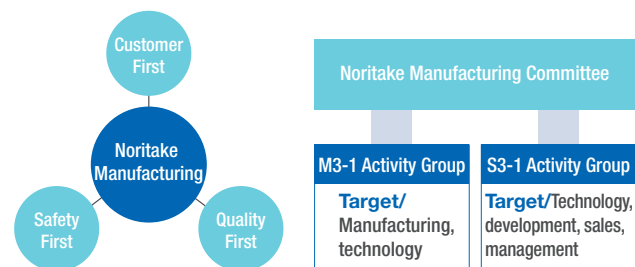 Customer
First
Noritake
Manufacturing
Safety
First
Quality
First
Noritake Manufacturing Committee
M3-1 Activity Group
Target/
Manufacturing,
technology
S3-1 Activity Group
Target/Technology,
development, sales,
management